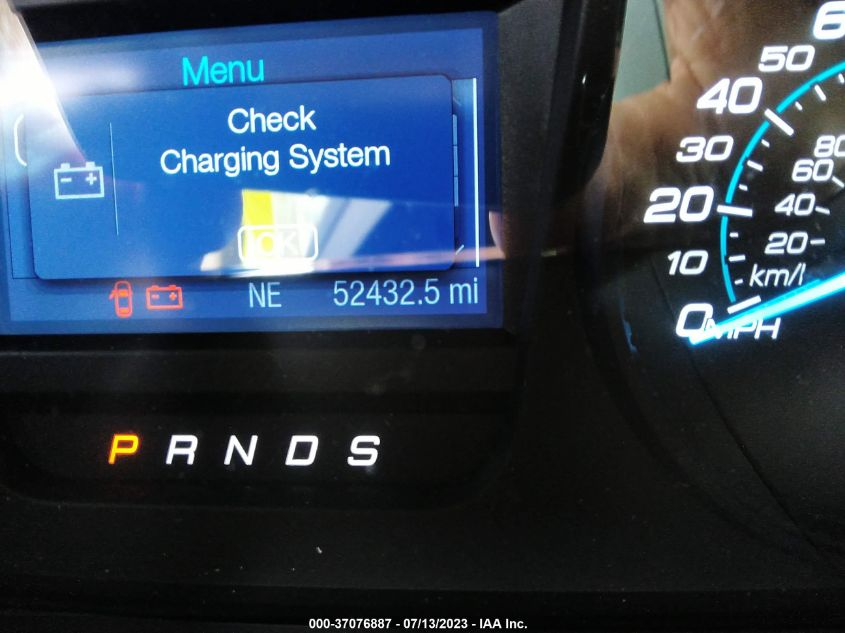 Menu
Check
Charging System
OK
NE 52432.5 mi
P R N D S
60
50
40
30
20
10
0
80
60
40
20
km/h
MPH
000-37076887 - 07/13/2023 - IAA Inc.